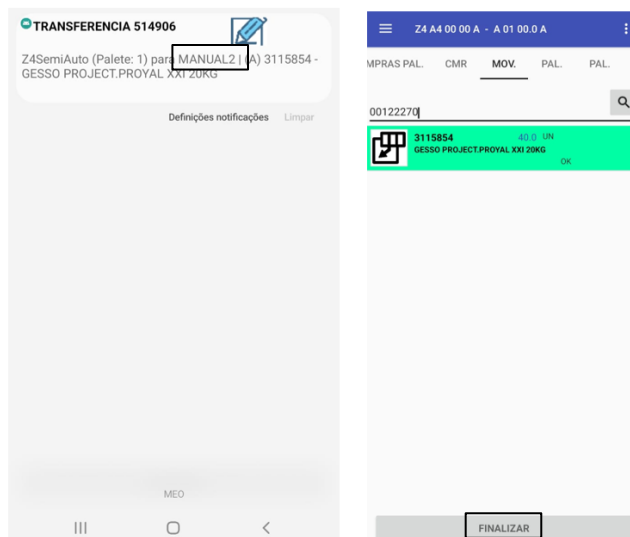 TRANSFERENCIA 514906
Z4SemiAuto (Palete: 1) para MANUAL2 | (A) 3115854 -
GESSO PROJECT.PROYAL XXI 20KG
Definições notificações Limpar
MEO
Z4 A4 00 00 A - A 01 00.0 A
MPRAS PAL. CMR MOV. PAL. PAL.
00122270
3115854 40.0 UN
GESSO PROJECT.PROYAL XXI 20KG
OK
FINALIZAR